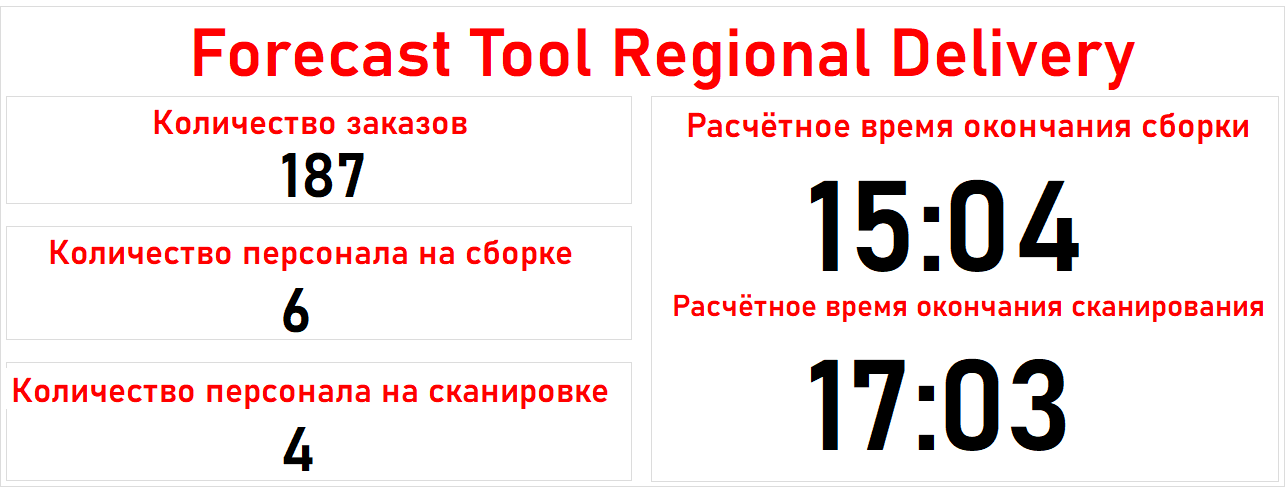 Forecast Tool Regional Delivery
Количество заказов
187
Количество персонала на сборке
6
Количество персонала на сканировке
4
Расчётное время окончания сборки
15:04
Расчётное время окончания сканирования
17:03